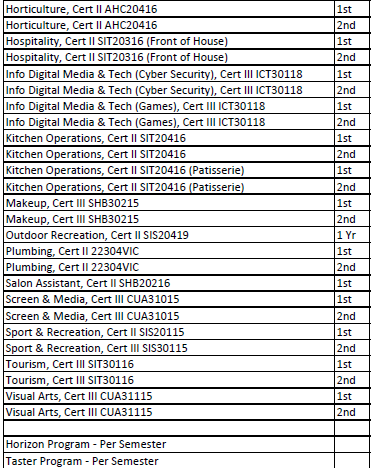 Horticulture, Cert II AHC20416 1st
Horticulture, Cert II AHC20416 2nd
Hospitality, Cert II SIT20316 (Front of House) 1st
Hospitality, Cert II SIT20316 (Front of House) 2nd
Info Digital Media & Tech (Cyber Security), Cert III ICT30118 1st
Info Digital Media & Tech (Cyber Security), Cert III ICT30118 2nd
Info Digital Media & Tech (Games), Cert III ICT30118 1st
Info Digital Media & Tech (Games), Cert III ICT30118 2nd
Kitchen Operations, Cert II SIT20416 1st
Kitchen Operations, Cert II SIT20416 2nd
Kitchen Operations, Cert II SIT20416 (Patisserie) 1st
Kitchen Operations, Cert II SIT20416 (Patisserie) 2nd
Makeup, Cert III SHB30215 1st
Makeup, Cert III SHB30215 2nd
Outdoor Recreation, Cert II SIS20419 1 Yr
Plumbing, Cert II 22304VIC 1st
Plumbing, Cert II 22304VIC 2nd
Salon Assistant, Cert II SHB20216 1st
Screen & Media, Cert III CUA31015 1st
Screen & Media, Cert III CUA31015 2nd
Sport & Recreation, Cert II SIS20115 1st
Sport & Recreation, Cert III SIS30115 2nd
Tourism, Cert III SIT30116 1st
Tourism, Cert III SIT30116 2nd
Visual Arts, Cert III CUA31115 1st
Visual Arts, Cert III CUA31115 2nd
Horizon Program - Per Semester
Taster Program - Per Semester